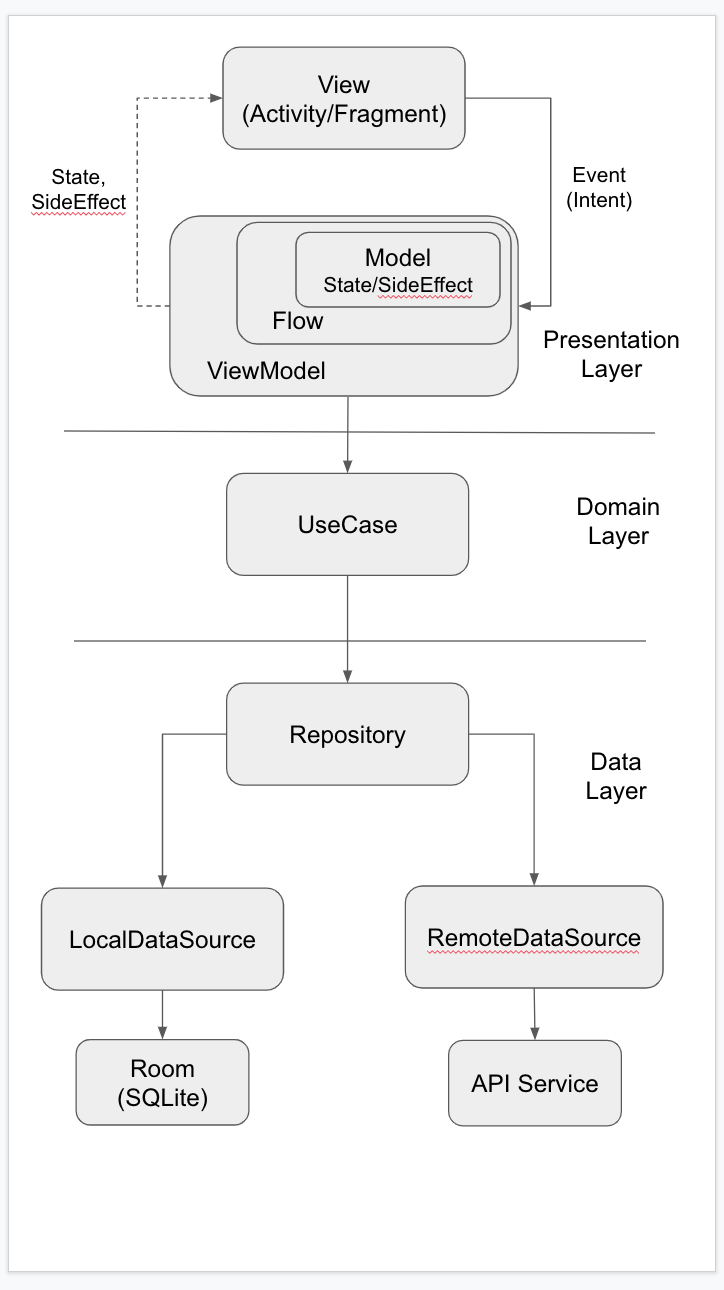 View
(Activity/Fragment)
State,
SideEffect
Event
(Intent)
Model
State/SideEffect
Flow
ViewModel
Presentation
Layer
UseCase
Domain
Layer
Repository
Data
Layer
LocalDataSource
RemoteDataSource
Room
(SQLite)
API Service